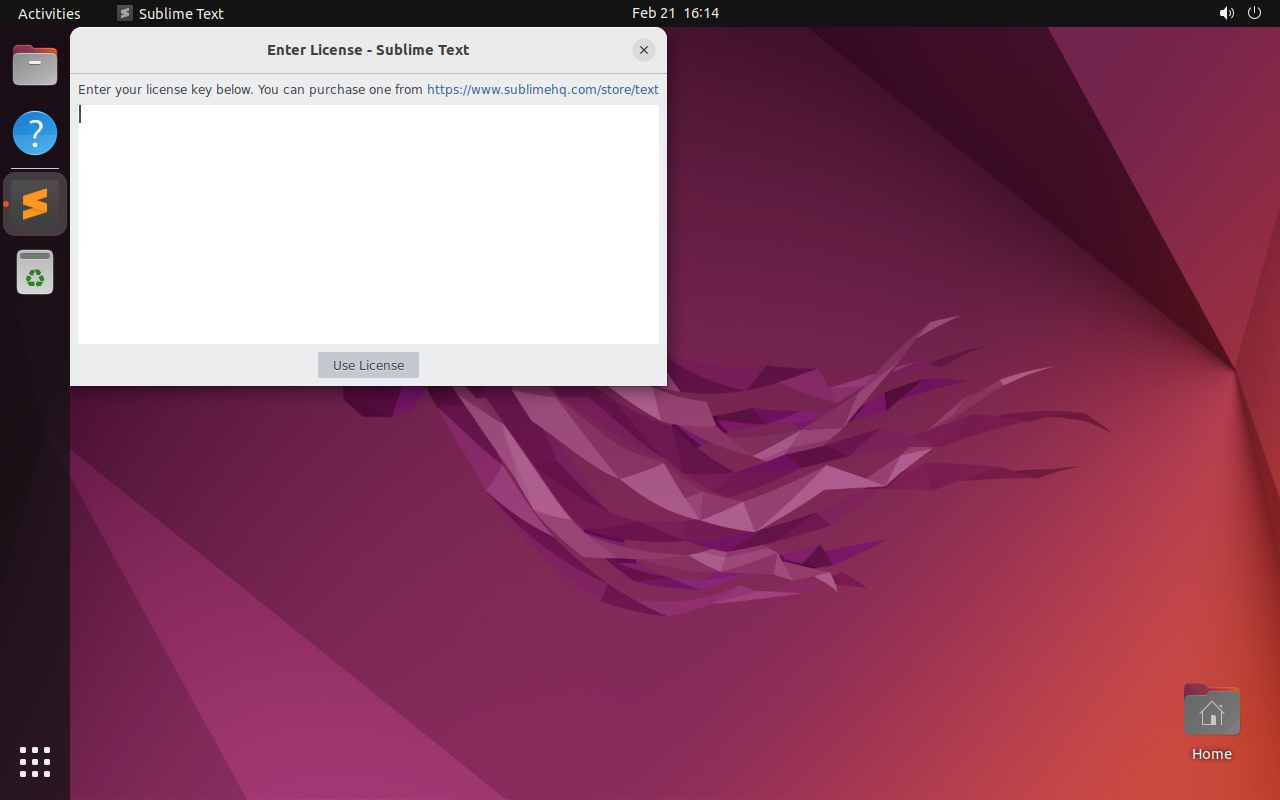 Activities
Sublime Text
Feb 21 16:14
Enter License - Sublime Text
Enter your license key below. You can purchase one from https://www.sublimehq.com/store/text
Use License
Home